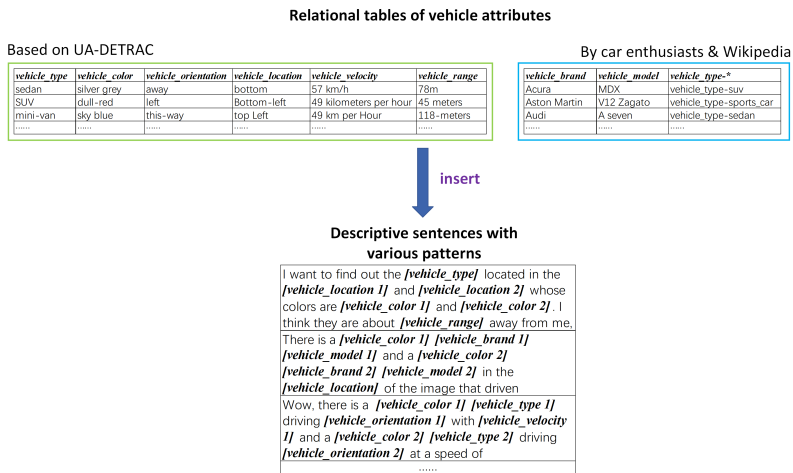 Relational tables of vehicle attributes
Based on UA-DETRAC
By car enthusiasts & Wikipedia
vehicle_type vehicle_color vehicle_orientation vehicle_location vehicle_velocity vehicle_range
sedan silver grey away bottom 57 km/h 78m
SUV dull-red left Bottom-left 49 kilometers per hour 45 meters
mini-van sky blue this-way top Left 49 km per Hour 118-meters
...... ...... ...... ...... ...... ......
vehicle_brand vehicle_model vehicle_type-*
Acura MDX vehicle_type-suv
Aston Martin V12 Zagato vehicle_type-sports_car
Audi A seven vehicle_type-sedan
...... ...... ......
insert
Descriptive sentences with
various patterns
I want to find out the [vehicle_type] located in the
[vehicle_location 1] and [vehicle_location 2] whose
colors are [vehicle_color 1] and [vehicle_color 2]. I
think they are about [vehicle_range] away from me,
There is a [vehicle_color 1] [vehicle_brand 1]
[vehicle_model 1] and a [vehicle_color 2]
[vehicle_brand 2] [vehicle_model 2] in the
[vehicle_location] of the image that driven
Wow, there is a [vehicle_color 1] [vehicle_type 1]
driving [vehicle_orientation 1] with [vehicle_velocity
1] and a [vehicle_color 2] [vehicle_type 2] driving
[vehicle_orientation 2] at a speed of
......